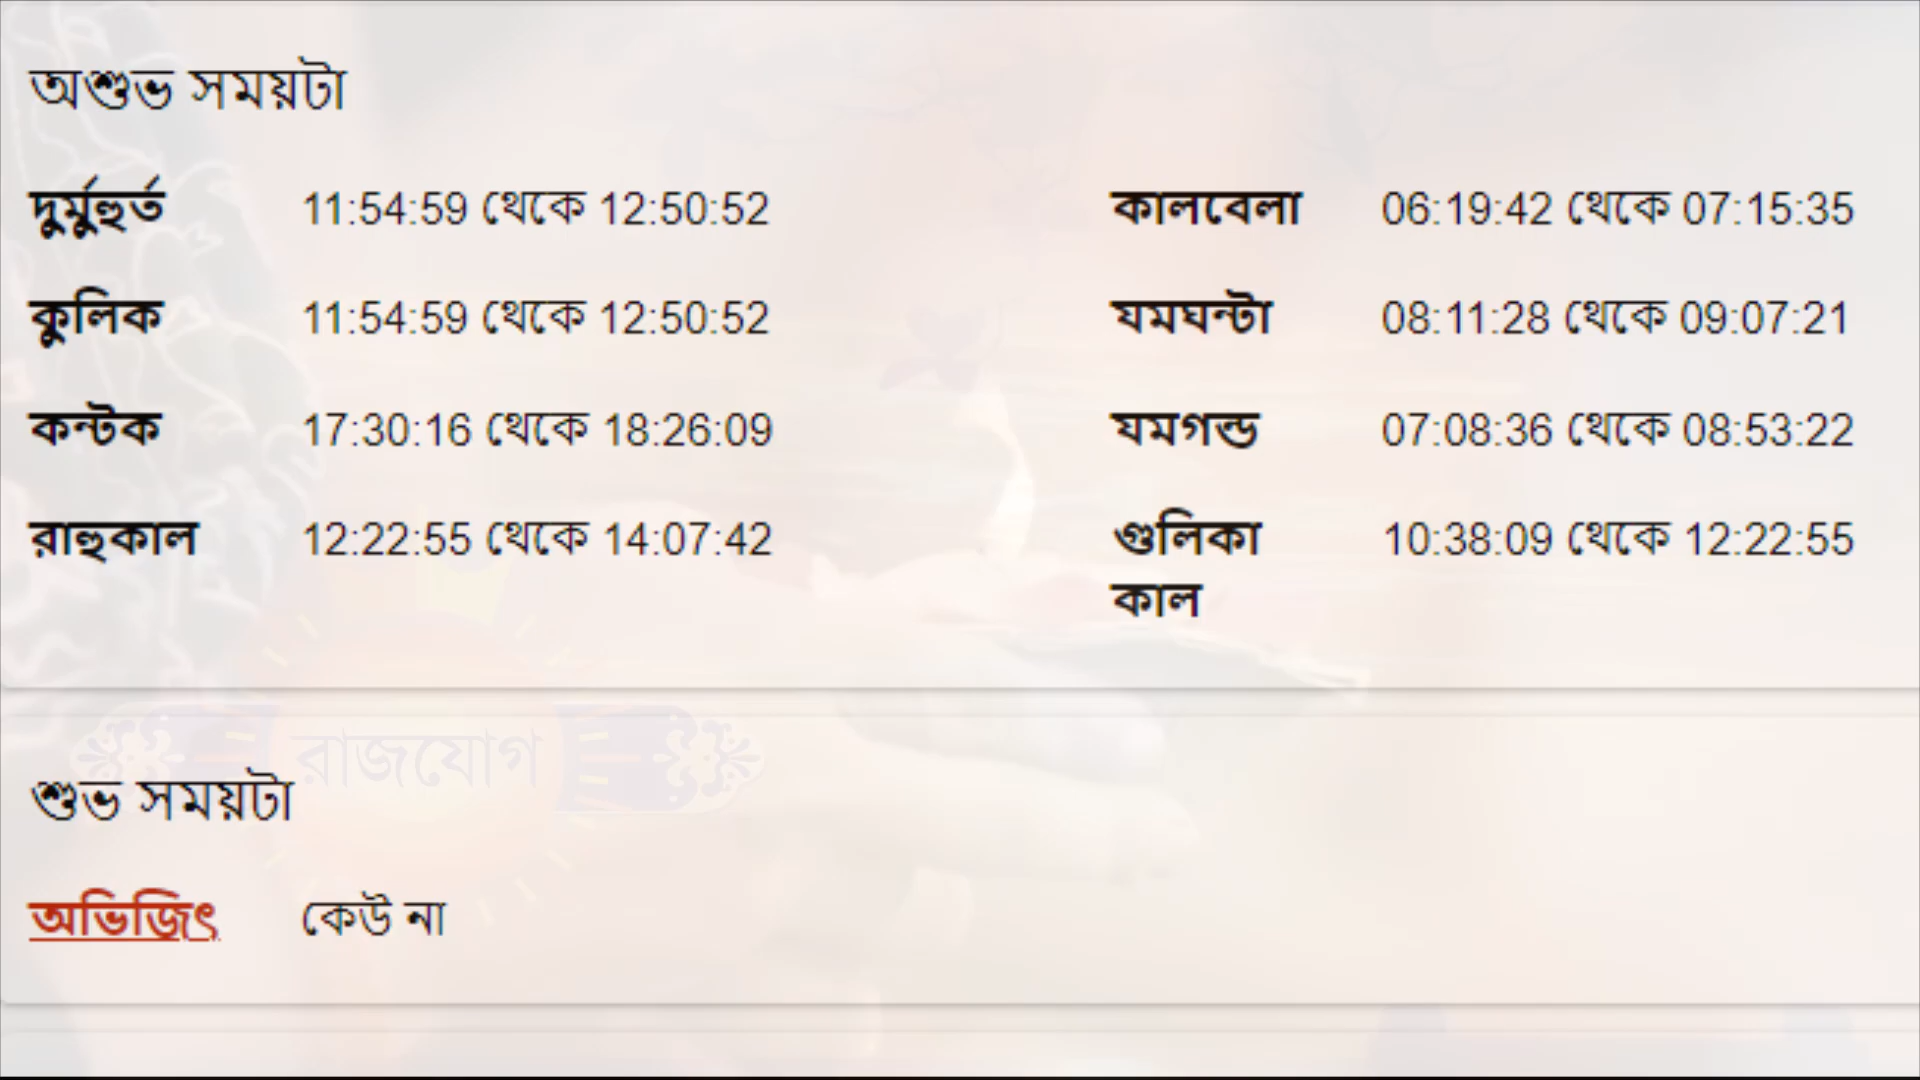 অশুভ সময়টা
দুর্মুহুর্ত 11:54:59 থেকে 12:50:52 কালবেলা 06:19:42 থেকে 07:15:35
কুলিক 11:54:59 থেকে 12:50:52 যমঘন্টা 08:11:28 থেকে 09:07:21
কন্টক 17:30:16 থেকে 18:26:09 যমগন্ড 07:08:36 থেকে 08:53:22
রাহুকাল 12:22:55 থেকে 14:07:42 গুলিকা 10:38:09 থেকে 12:22:55
কাল
রাজযোগ
শুভ সময়টা
অভিজিৎ কেউ না